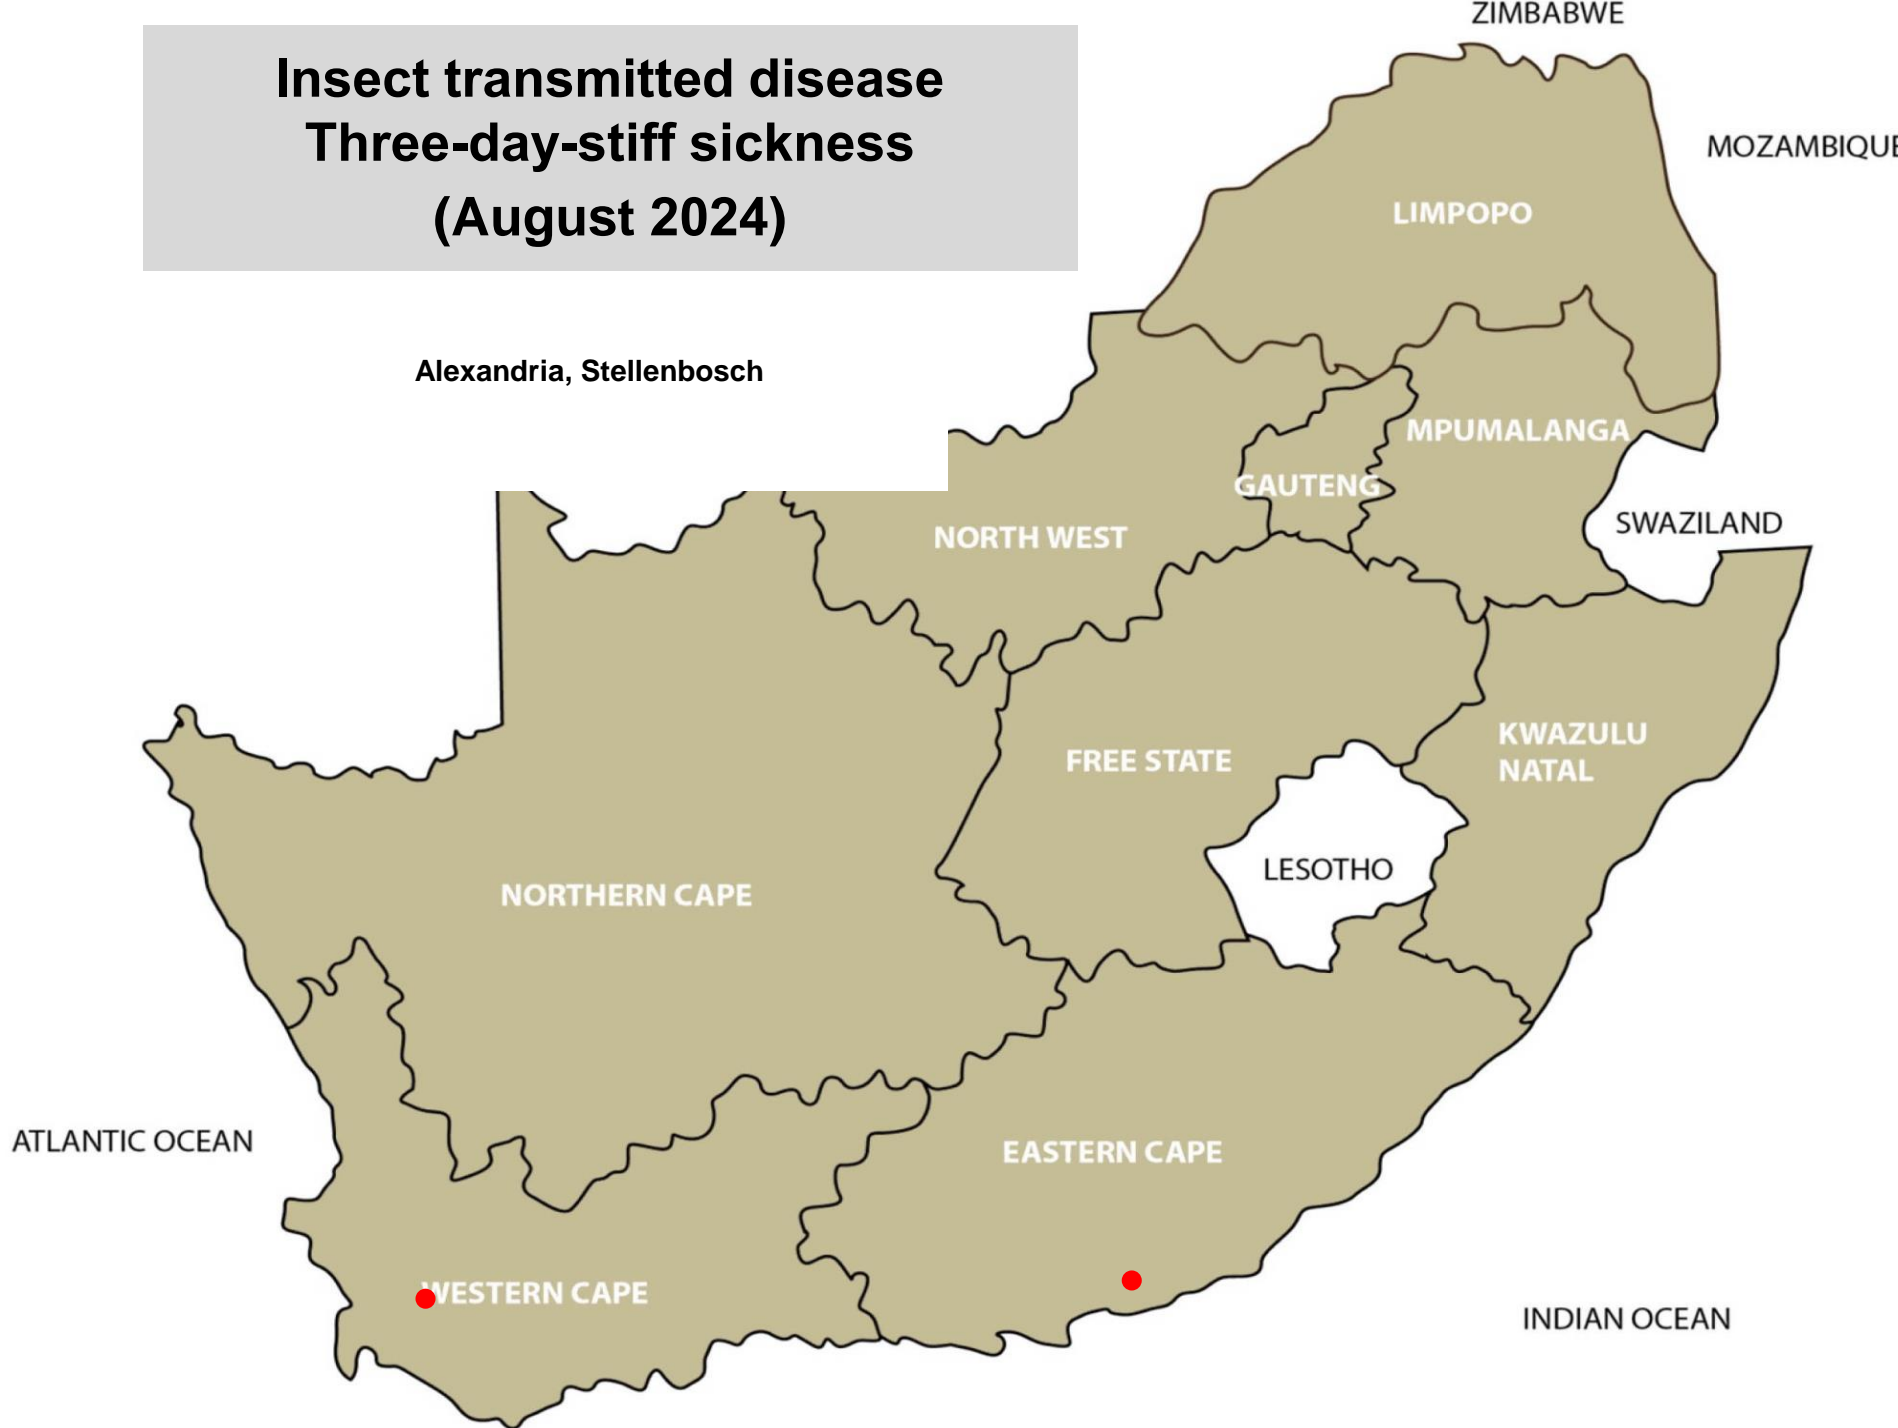 ZIMBABWE
Insect transmitted disease
Three-day-stiff sickness
(August 2024)
MOZAMBIQUE
LIMPOPO
Alexandria, Stellenbosch
MPUMALANGA
GAUTENG
SWAZILAND
NORTH WEST
KWAZULU
NATAL
FREE STATE
LESOTHO
NORTHERN CAPE
ATLANTIC OCEAN
EASTERN CAPE
WESTERN CAPE
INDIAN OCEAN